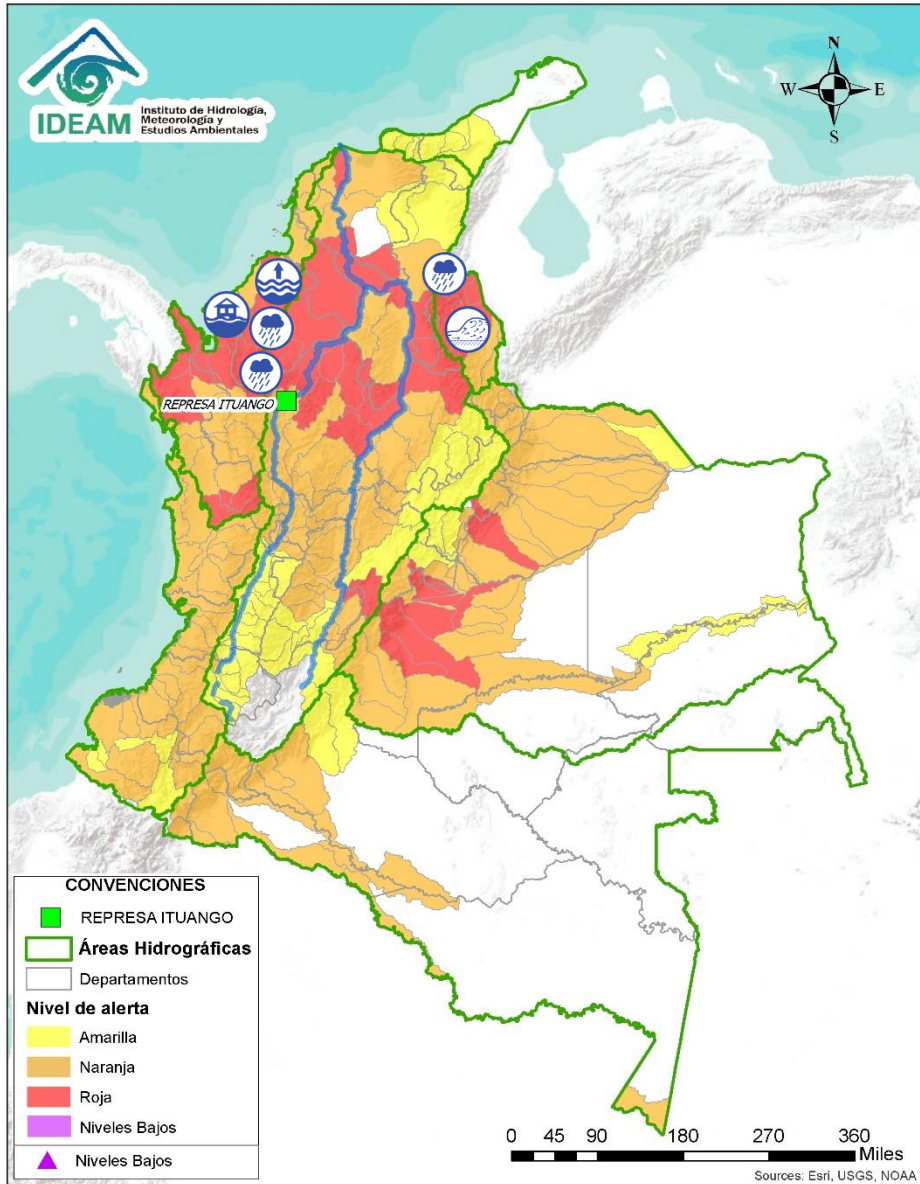 IDEAM
Instituto de Hidrología,
Meteorología y
Estudios Ambientales
N
W E
S
REPRESA ITUANGO
CONVENCIONES
REPRESA ITUANGO
Áreas Hidrográficas
Departamentos
Nivel de alerta
Amarilla
Naranja
Roja
Niveles Bajos
Niveles Bajos
0 45 90 180 270 360
Miles
Sources: Esri, USGS, NOAA